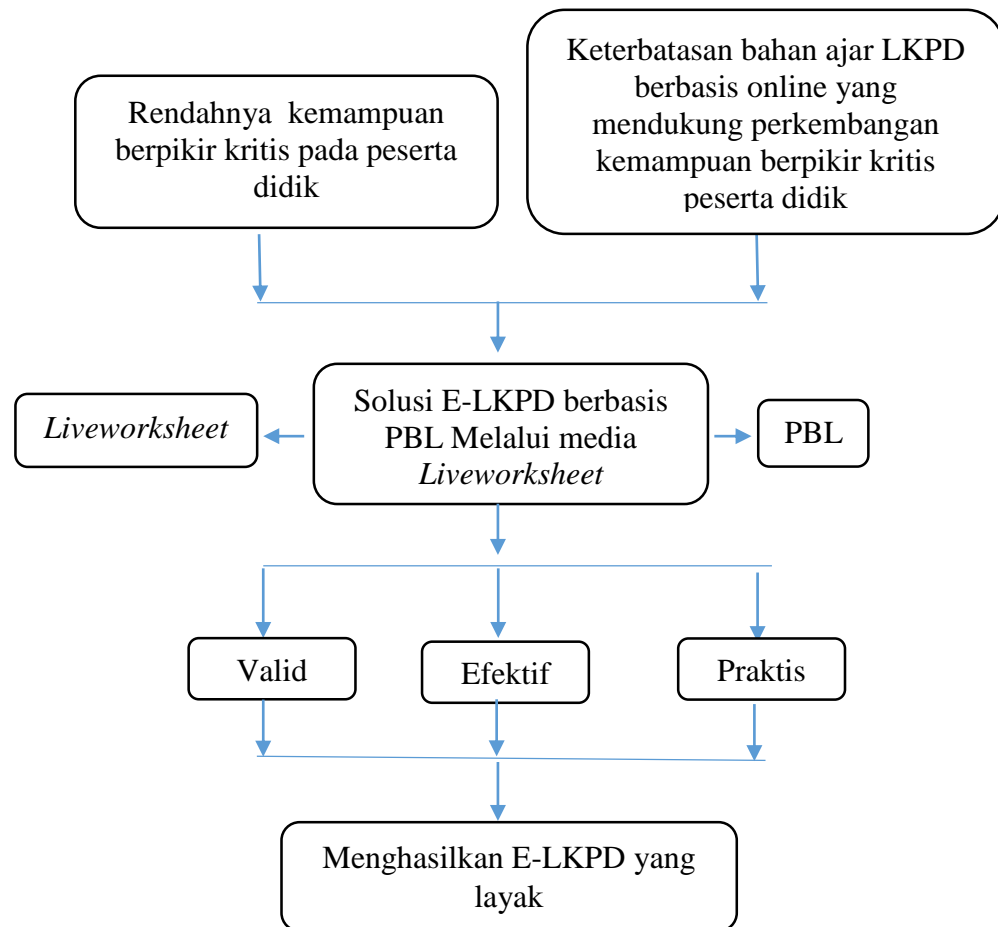 Rendahnya kemampuan
berpikir kritis pada peserta
didik
Keterbatasan bahan ajar LKPD
berbasis online yang
mendukung perkembangan
kemampuan berpikir kritis
peserta didik
Liveworksheet
Solusi E-LKPD berbasis
PBL Melalui media
Liveworksheet
PBL
Valid
Efektif
Praktis
Menghasilkan E-LKPD yang
layak